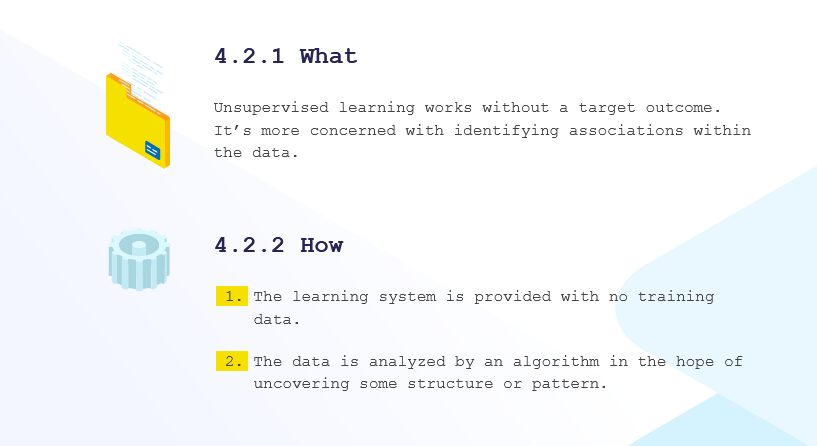 4.2.1 What
Unsupervised learning works without a target outcome.
It’s more concerned with identifying associations within
the data.
4.2.2 How
1. The learning system is provided with no training
data.
2. The data is analyzed by an algorithm in the hope of
uncovering some structure or pattern.